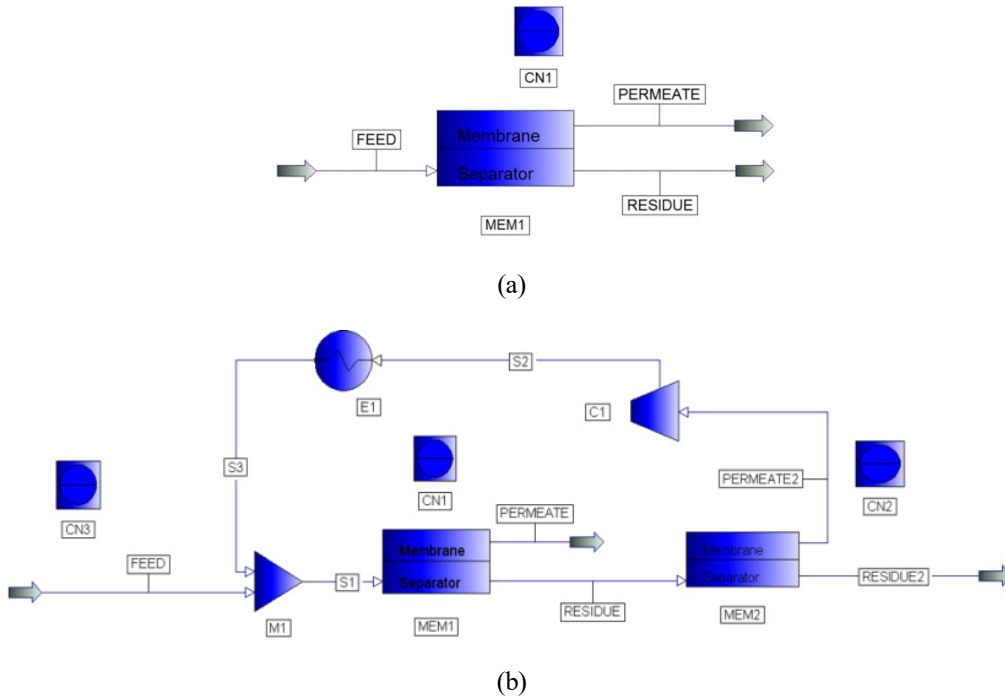 CN1
PERMEATE
FEED
Membrane
Separator
RESIDUE
MEM1
(a)
S2
E1
C1
S3
CN1
CN3
PERMEATE2
CN2
PERMEATE
FEED
Membrane
Separator
Membrane
Separator
S1
RESIDUE
RESIDUE2
M1
MEM1
MEM2
(b)